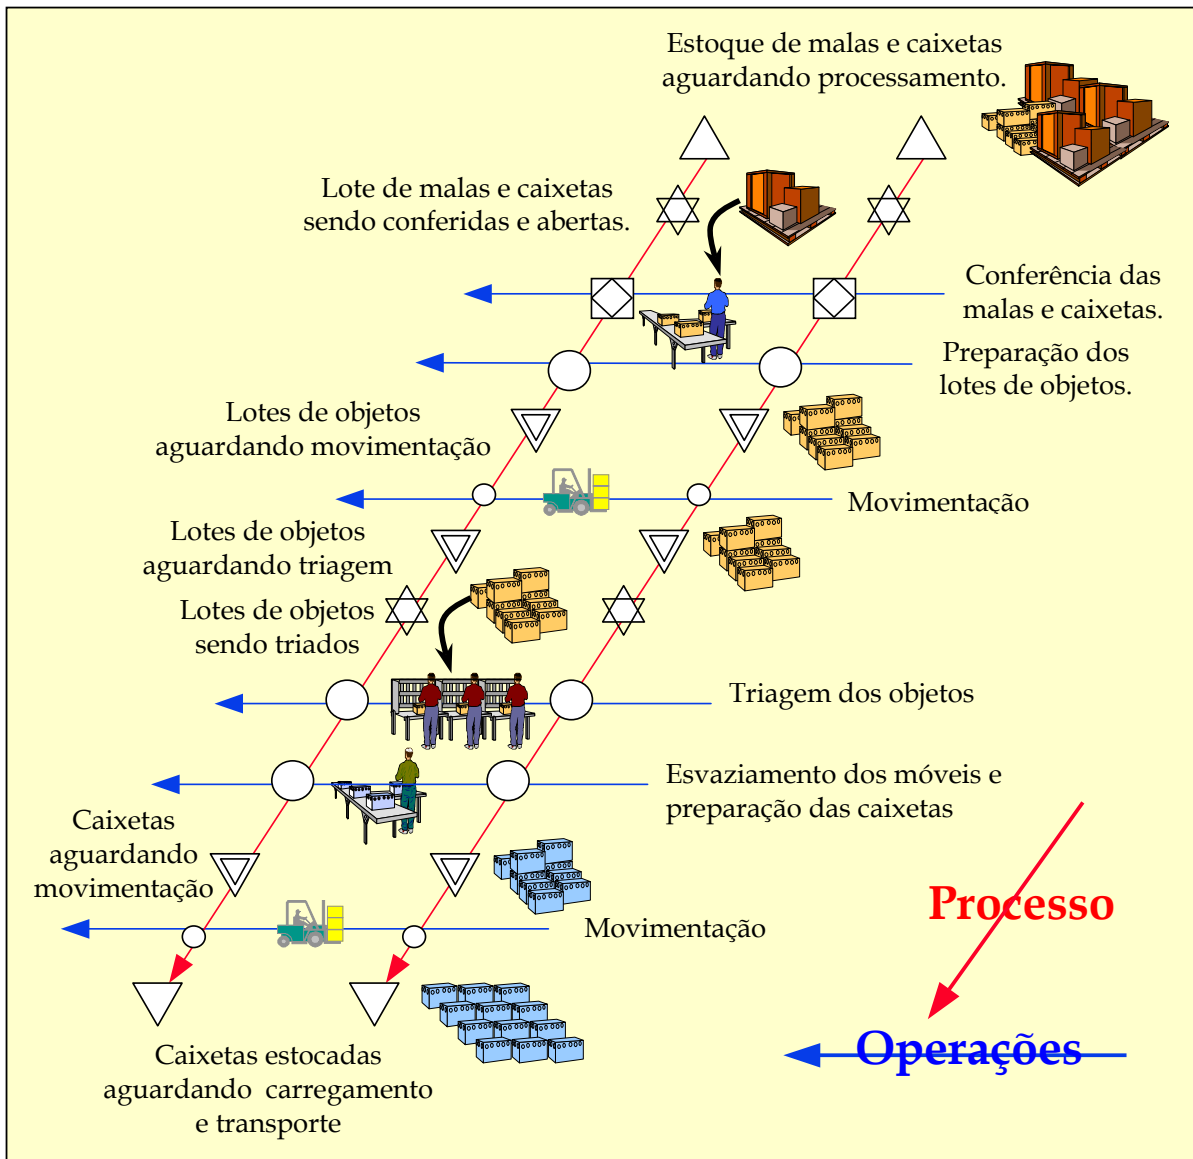 Estoque de malas e caixetas
aguardando processamento.
Lote de malas e caixetas
sendo conferidas e abertas.
Conferência das
malas e caixetas.
Preparação dos
lotes de objetos.
Lotes de objetos
aguardando movimentação
Movimentação
Lotes de objetos
aguardando triagem
Lotes de objetos
sendo triados
Triagem dos objetos
Esvaziamento dos móveis e
preparação das caixetas
Caixetas
aguardando
movimentação
Movimentação
Processo
Operações
Caixetas estocadas
aguardando carregamento
e transporte